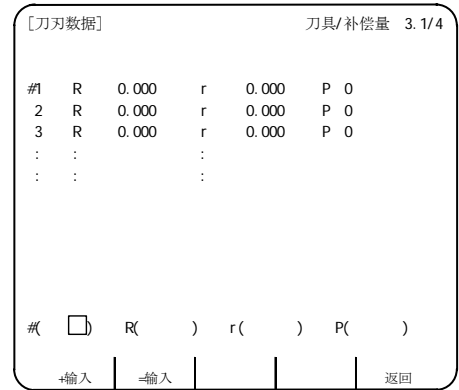 [刀刃数据] 刀具/补偿量 3.1/4
#1 R 0.000 r 0.000 P 0
2 R 0.000 r 0.000 P 0
3 R 0.000 r 0.000 P 0
: : :
: : :
#( ) R( ) r( ) P( )
+输入 =输入 返回